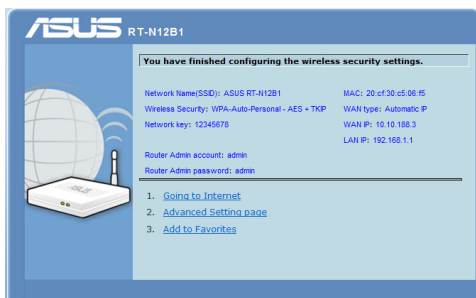 ASUS RT-N12B1
You have finished configuring the wireless security settings.
Network Name(SSID): ASUS RT-N12B1
Wireless Security: WPA-Auto-Personal - AES + TKIP
Network key: 12345678
MAC: 20:cf:30:c5:06:f5
WAN type: Automatic IP
WAN IP: 10.10.188.3
LAN IP: 192.168.1.1
Router Admin account: admin
Router Admin password: admin
1. Going to Internet
2. Advanced Setting page
3. Add to Favorites